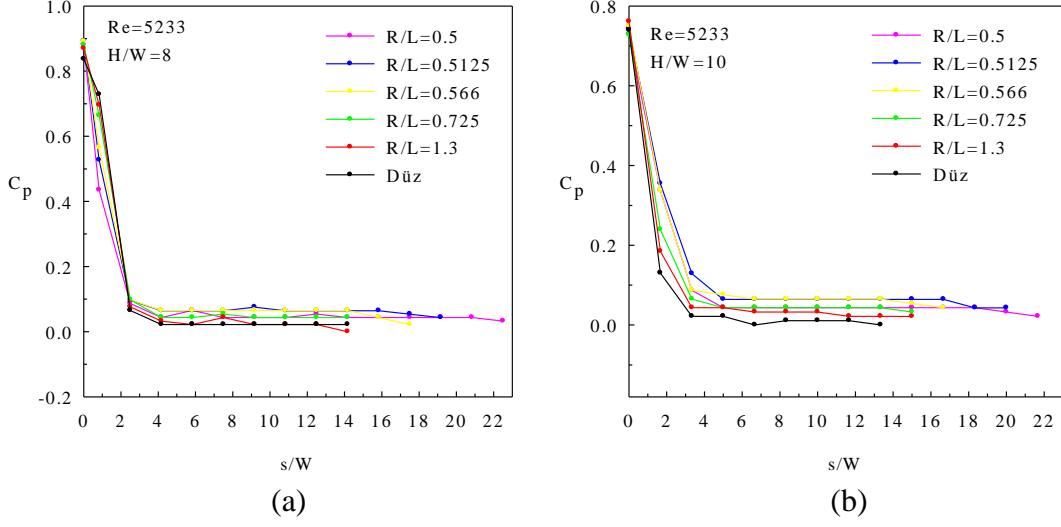 Re=5233
H/W=8
R/L=0.5
R/L=0.5125
R/L=0.566
R/L=0.725
R/L=1.3
Düz
1.0
0.8
0.6
0.4
0.2
0.0
-0.2
Cp
0 2 4 6 8 10 12 14 16 18 20 22
s/W
(a)
Re=5233
H/W=10
R/L=0.5
R/L=0.5125
R/L=0.566
R/L=0.725
R/L=1.3
Düz
0.8
0.6
0.4
0.2
0.0
Cp
0 2 4 6 8 10 12 14 16 18 20 22
s/W
(b)